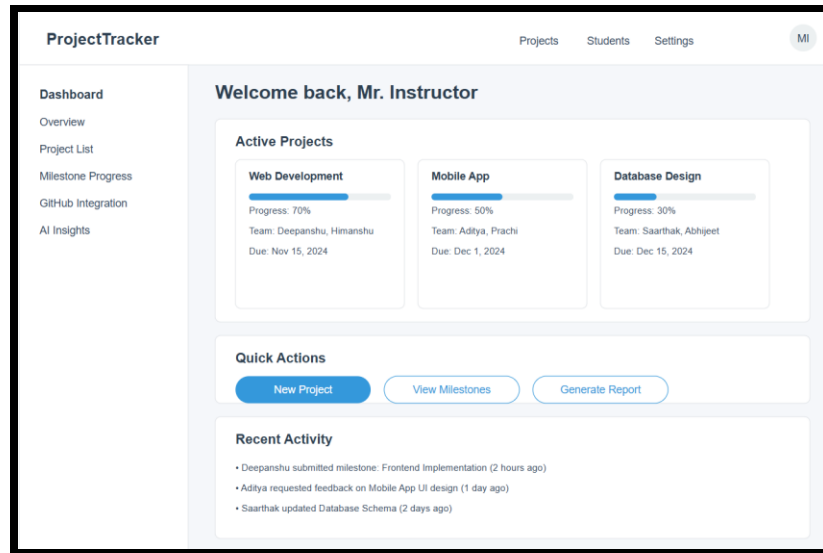 ProjectTracker
Projects Students Settings
MI
Dashboard
Overview
Project List
Milestone Progress
GitHub Integration
AI Insights
Welcome back, Mr. Instructor
Active Projects
Web Development
Progress: 70%
Team: Deepanshu, Himanshu
Due: Nov 15, 2024
Mobile App
Progress: 50%
Team: Aditya, Prachi
Due: Dec 1, 2024
Database Design
Progress: 30%
Team: Saarthak, Abhijeet
Due: Dec 15, 2024
Quick Actions
New Project
View Milestones
Generate Report
Recent Activity
• Deepanshu submitted milestone: Frontend Implementation (2 hours ago)
• Aditya requested feedback on Mobile App UI design (1 day ago)
• Saarthak updated Database Schema (2 days ago)